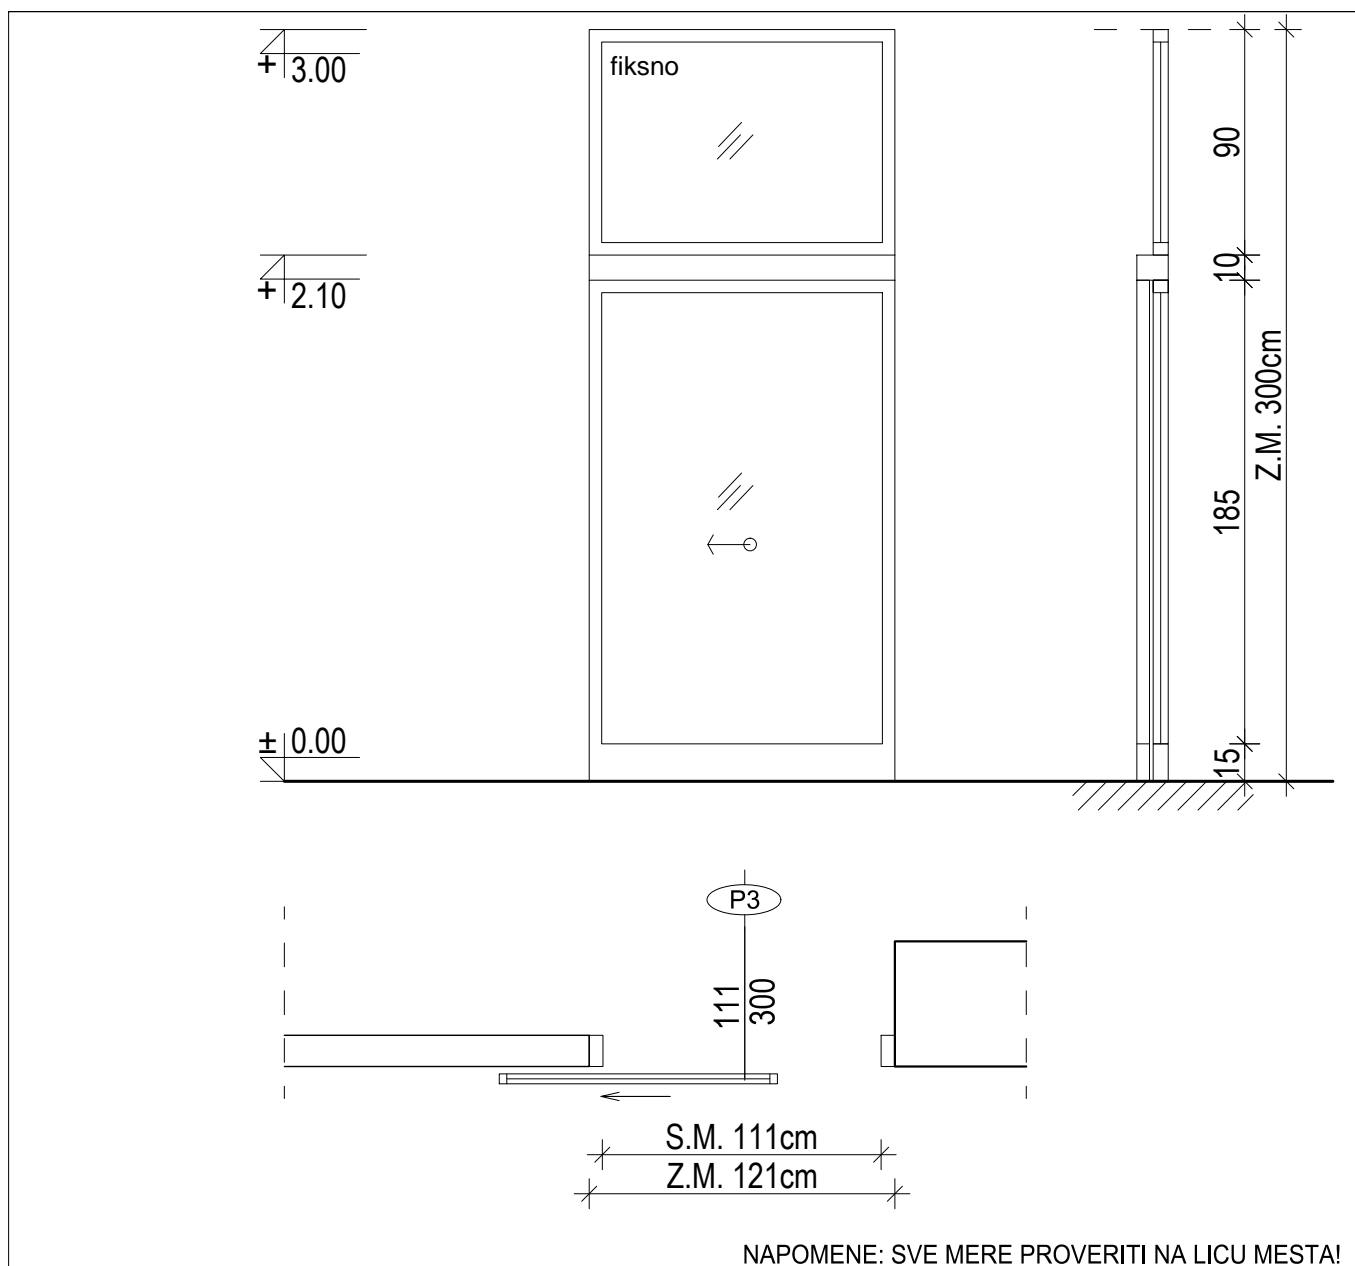 + 3.00
fiksno
90
+ 2.10
10
Z.M. 300cm
185
± 0.00
15
P3
111
300
S.M. 111cm
Z.M. 121cm
NAPOMENE: SVE MERE PROVERITI NA LICU MESTA!